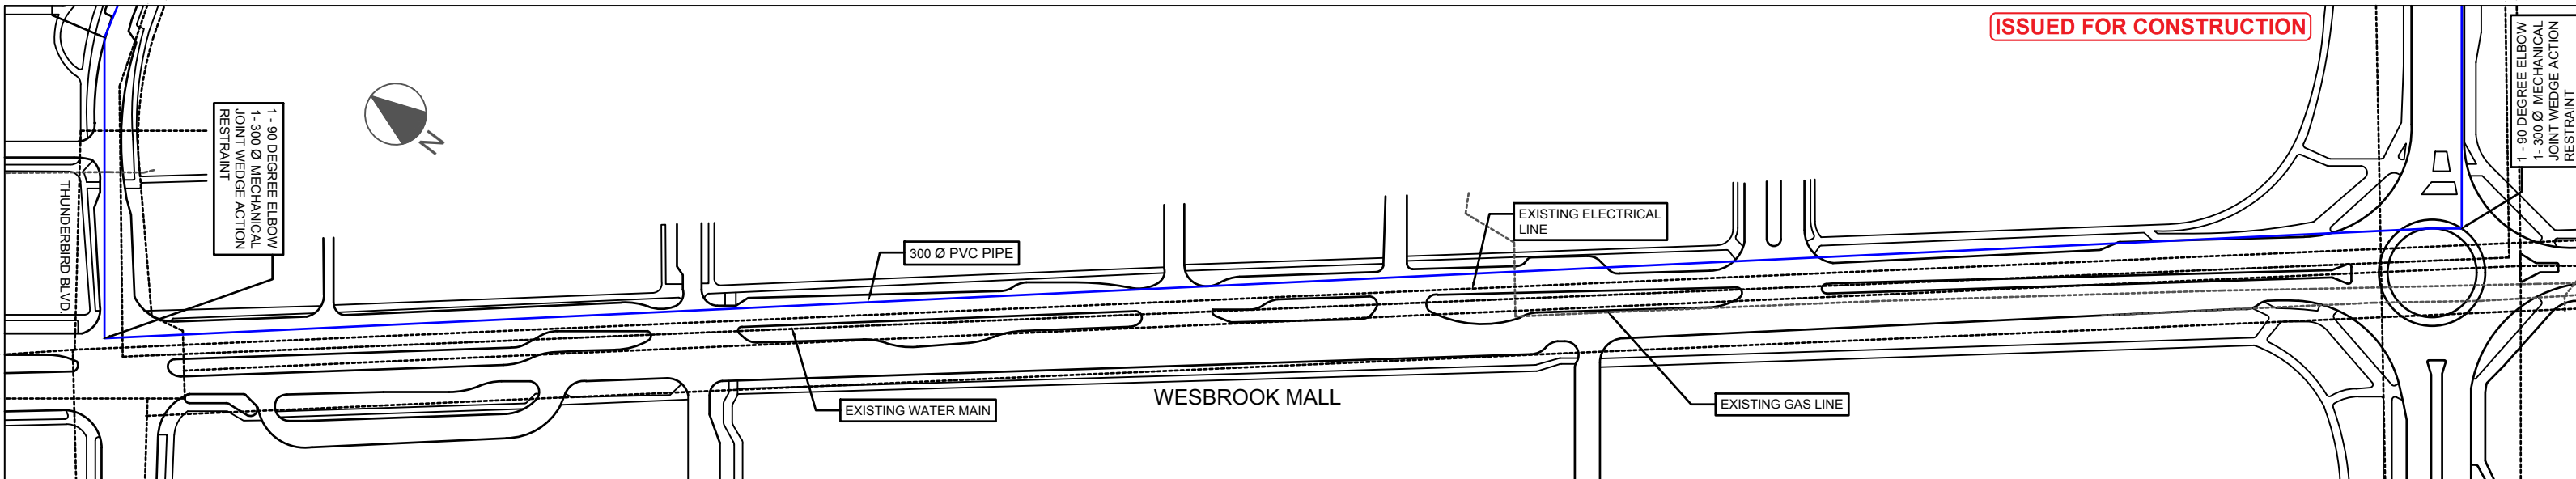 ISSUED FOR CONSTRUCTION
1 - 90 DEGREE ELBOW
1- 300 Ø MECHANICAL
JOINT WEDGE ACTION
RESTRAINT
N
THUNDERBIRD BLVD.
1 - 90 DEGREE ELBOW
1- 300 Ø MECHANICAL
JOINT WEDGE ACTION
RESTRAINT
300 Ø PVC PIPE
EXISTING ELECTRICAL
LINE
EXISTING WATER MAIN
WESBROOK MALL
EXISTING GAS LINE